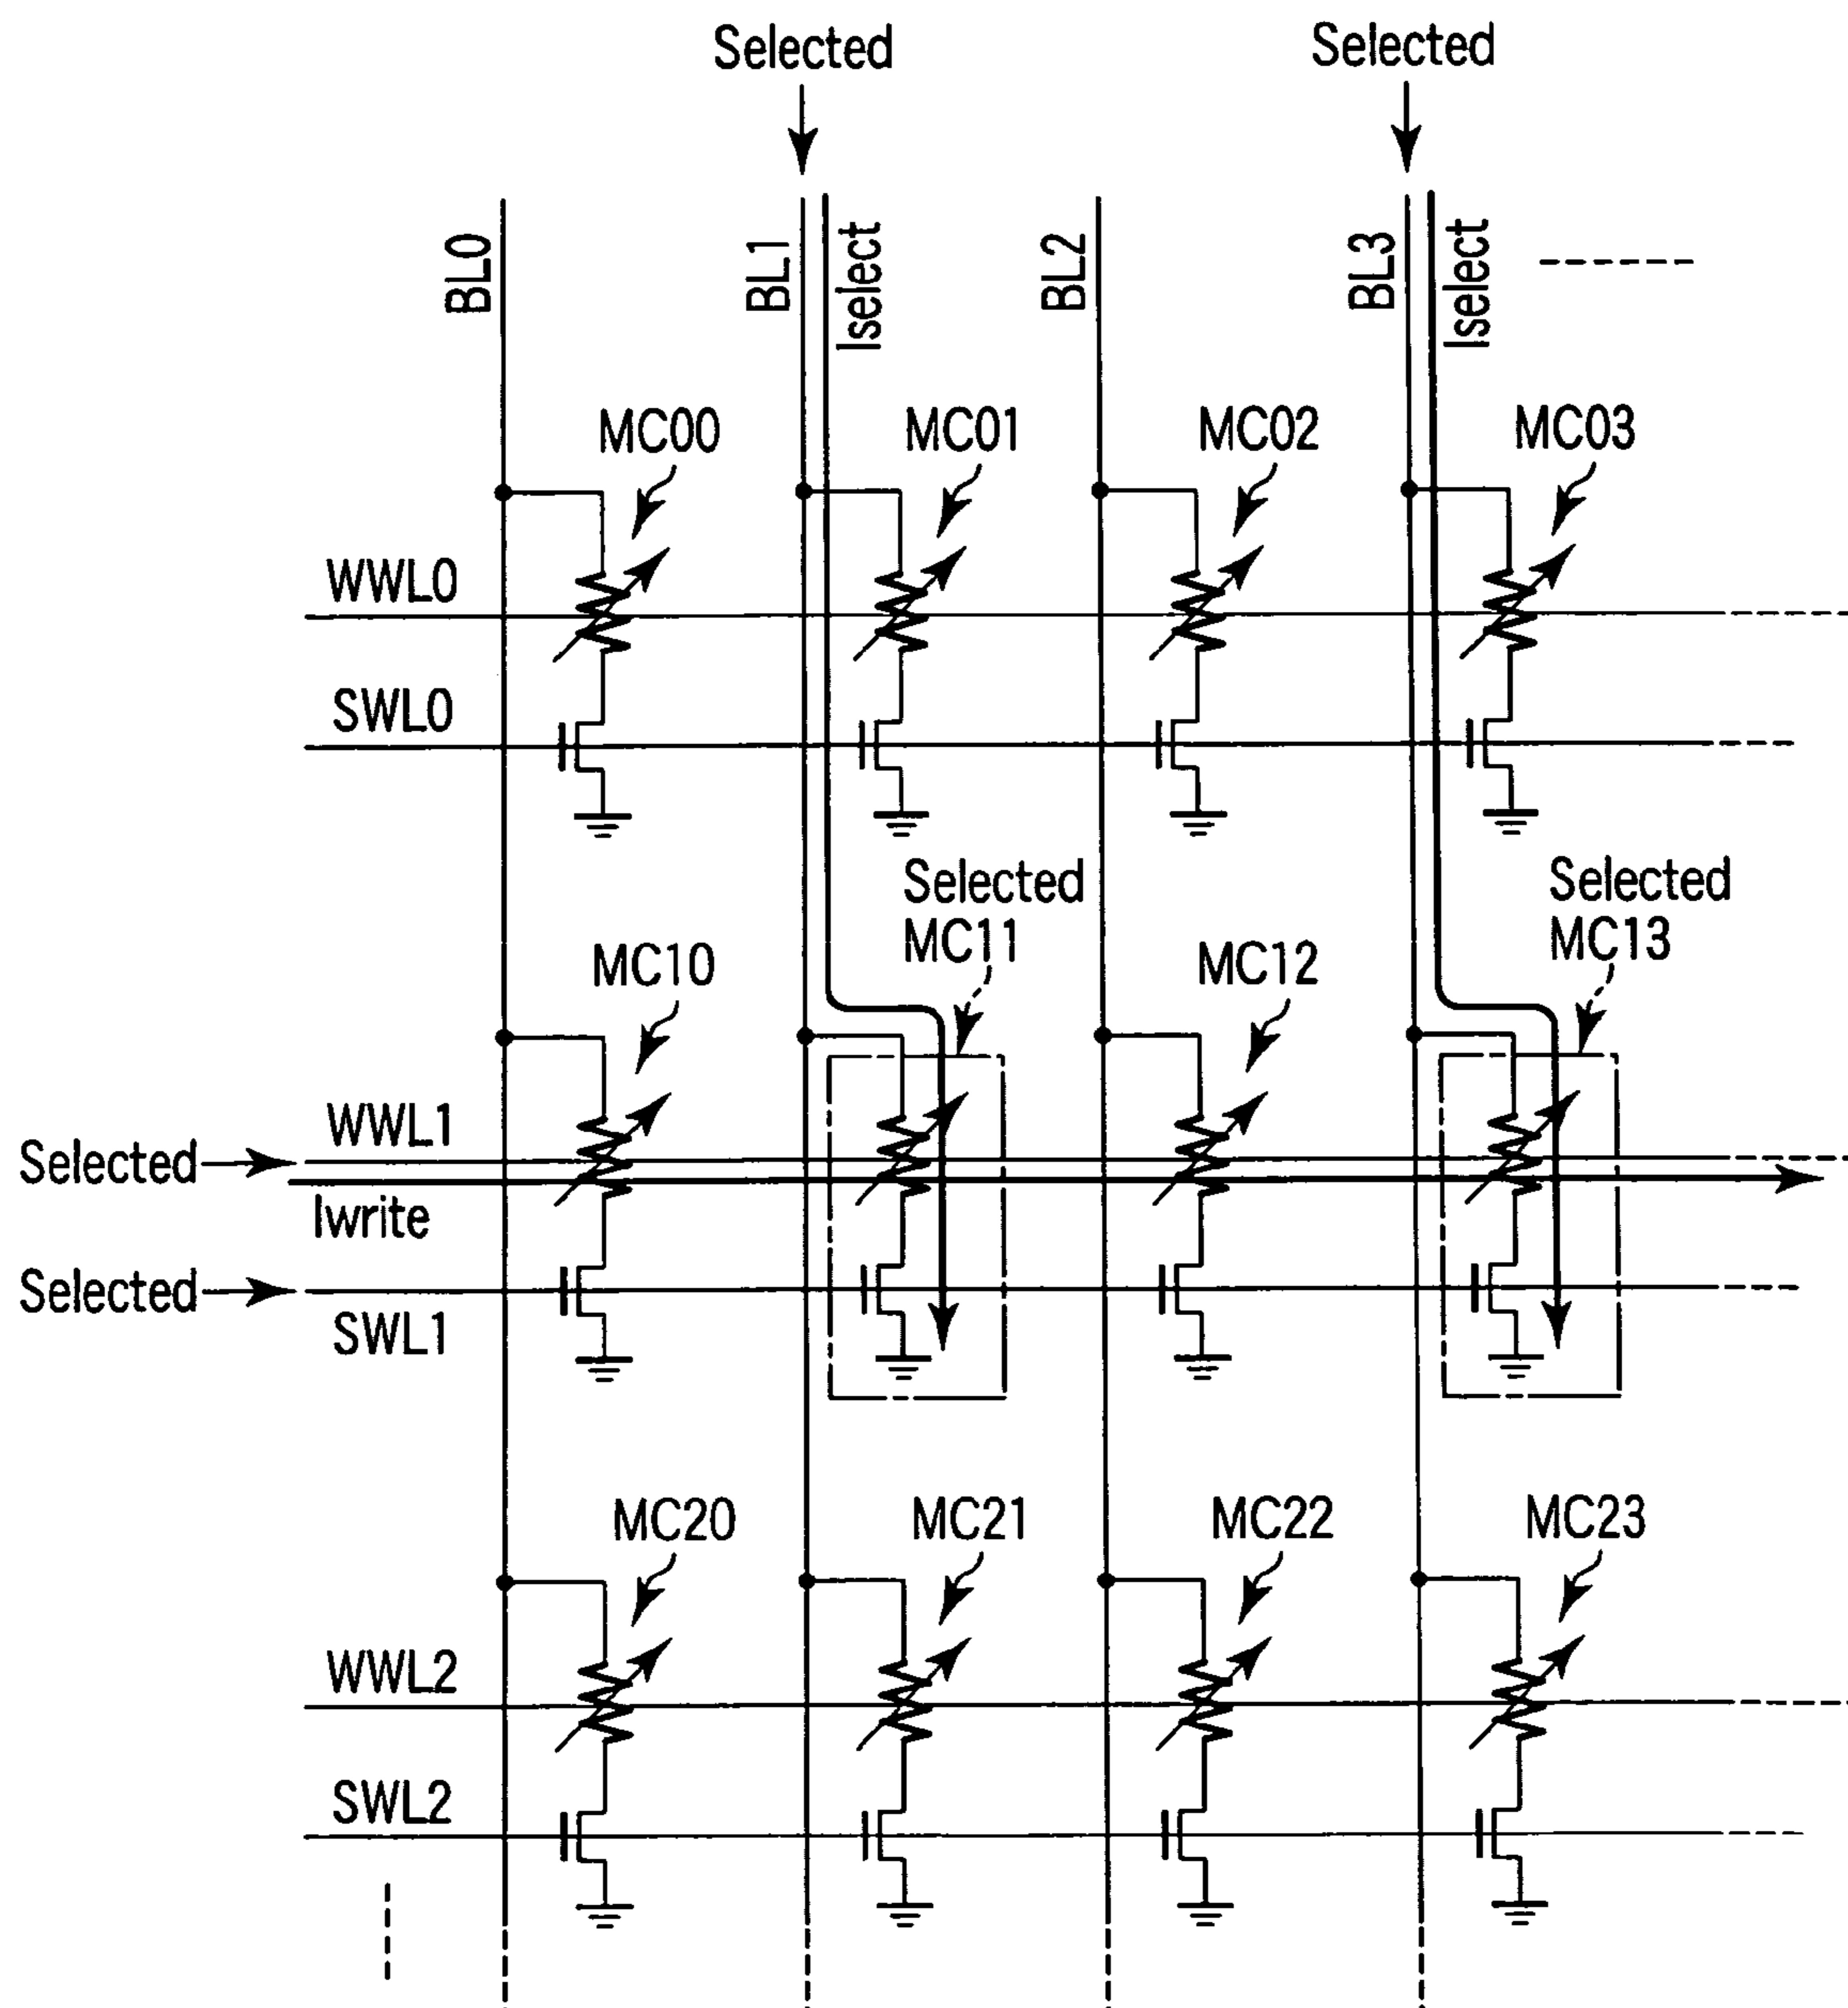 Selected
Selected
BL0
BL1
Iselect
BL2
BL3
Iselect
MC00
MC01
MC02
MC03
WWL0
SWL0
Selected
MC11
Selected
MC13
MC10
MC12
WWL1
Selected
Iwrite
Selected
SWL1
MC20
MC21
MC22
MC23
WWL2
SWL2